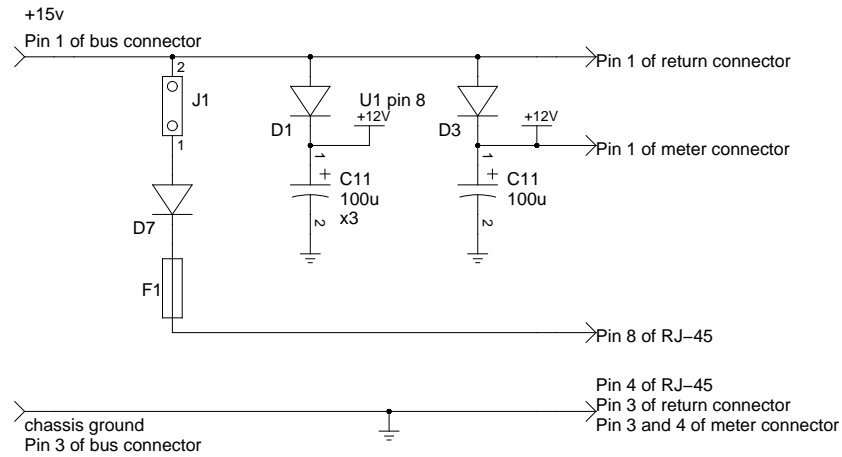 +15v
Pin 1 of bus connector
Pin 1 of return connector
2
J1
1
D7
F1
D1
U1 pin 8
+12V
1
+
C11
100u
x3
2
D3
+12V
Pin 1 of meter connector
1
+
C11
100u
2
Pin 8 of RJ−45
chassis ground
Pin 3 of bus connector
Pin 4 of RJ−45
Pin 3 of return connector
Pin 3 and 4 of meter connector